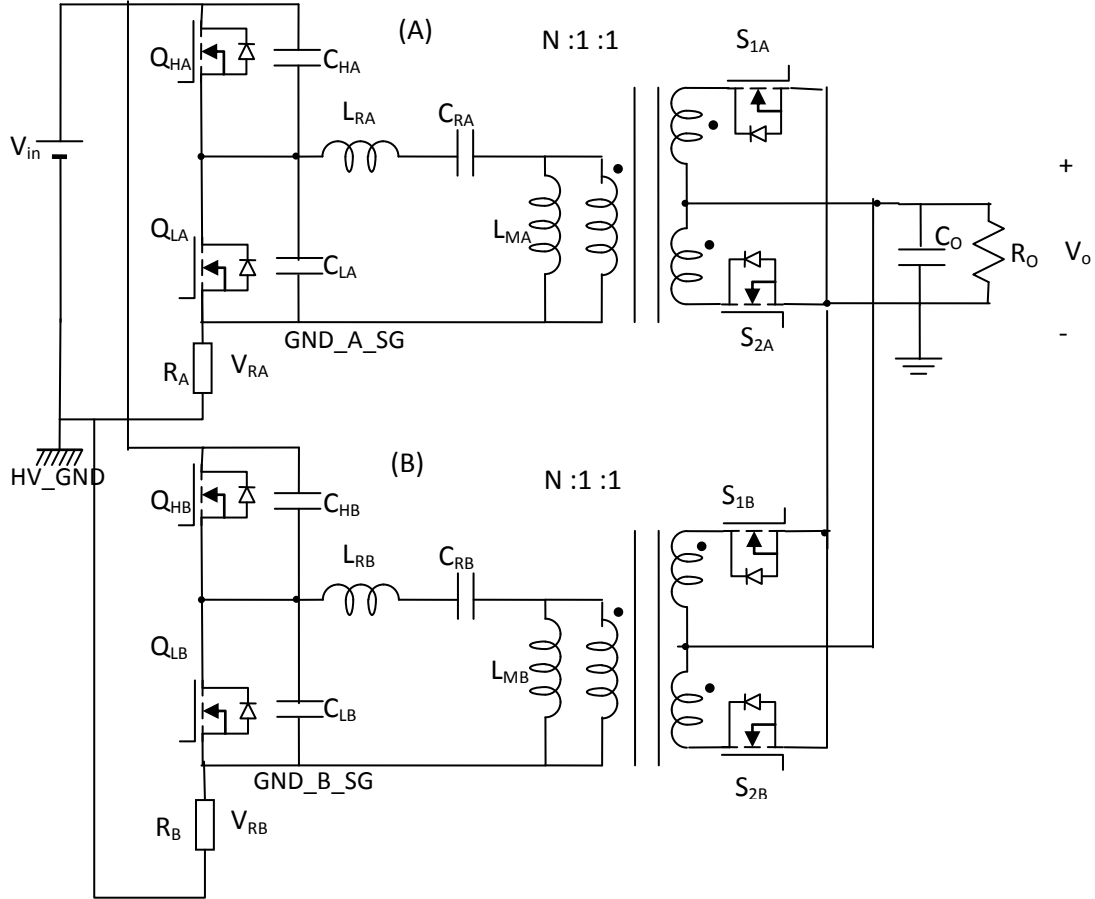 (A)
N :1 :1
S1A
QHA
CHA
LRA
CRA
Vin
+
QLA
LMA
CO
RO
Vo
CLA
-
GND_A_SG
S2A
RA
VRA
HV_GND
(B)
N :1 :1
S1B
QHB
CHB
LRB
CRB
QLB
LMB
CLB
GND_B_SG
S2B
RB
VRB